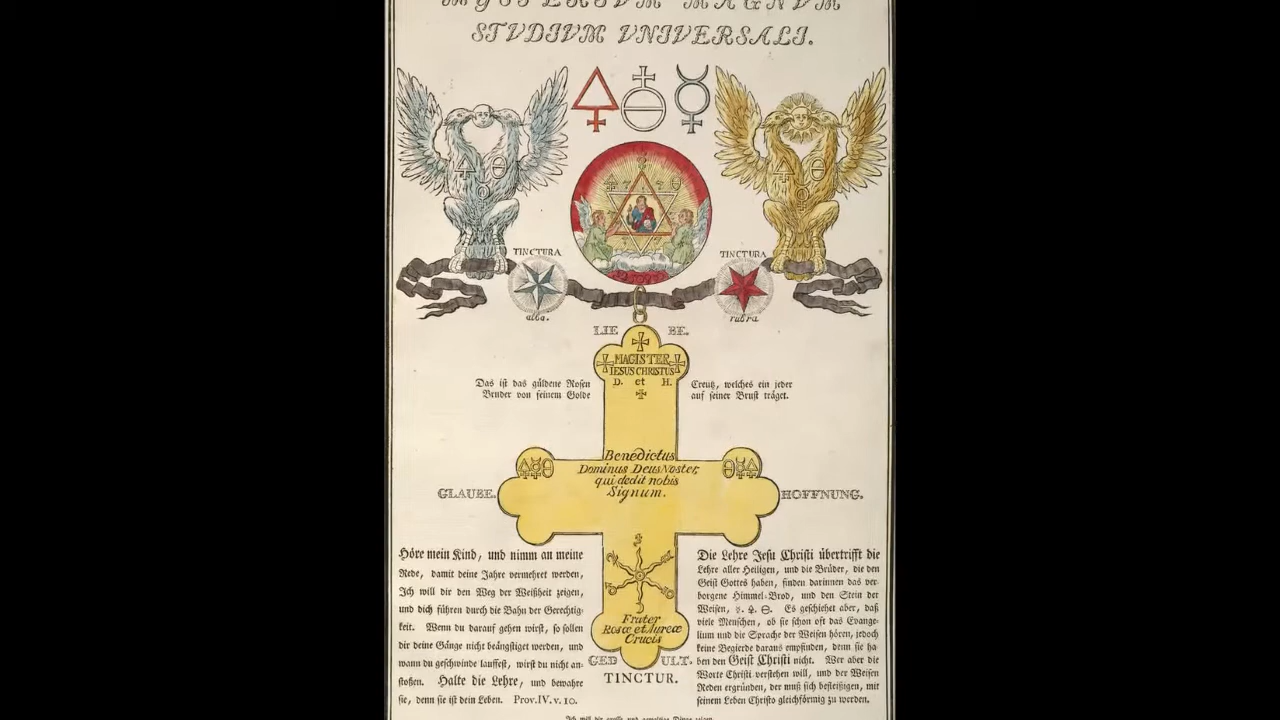 MYSTERIUM MAGNUM
STVDIVM VNIVERSALI.
TINCTURA
TINCTURA
alba.
rubra
LIE BE.
MAGISTER
IESUS CHRISTUS
D. et H.
Das ist das güldene Rosen Creutz, welches ein jeder
Bruder von feinem Golde auf seiner Brust träget.
Benedictus
Dominus Deus Noster,
qui dedit nobis
Signum.
GLAUBE. HOFFNUNG.
Höre mein Kind, und nimm an meine
Rede, damit deine Jahre vermehret werden,
Ich will dir den Weg der Weißheit zeigen,
und dich führen durch die Bahn der Gerechtig-
keit. Wenn du darauf gehen wirst, so sollen
dir deine Gänge nicht beängstiget werden, und
wann du geschwinde lauffest, wirst du nicht an-
stoßen. Halte die Lehre, und bewahre
sie, denn sie ist dein Leben. Prov. IV. v. 10.
Die Lehre Jesu Christi übertrifft die
Lehre aller Heiligen, und die Brüder, die den
Geist Gottes haben, finden darinnen das ver-
borgene Himmel-Brod, und den Stein der
Weisen, Es geschiehet aber, daß
viele Menschen, ob sie schon oft das Evange-
lium und die Sprache der Weisen hören, jedoch
keine Begierde daraus empfinden, denn sie ha-
ben den Geist Christi nicht. Wer aber die
Worte Christi verstehen will, und der Weisen
Reden ergründen, der muß sich befleißigen, mit
seinem Leben Christo gleichförmig zu werden.
Frater
Rosæ et Aureæ
Crucis
GED ULT.
TINCTUR.